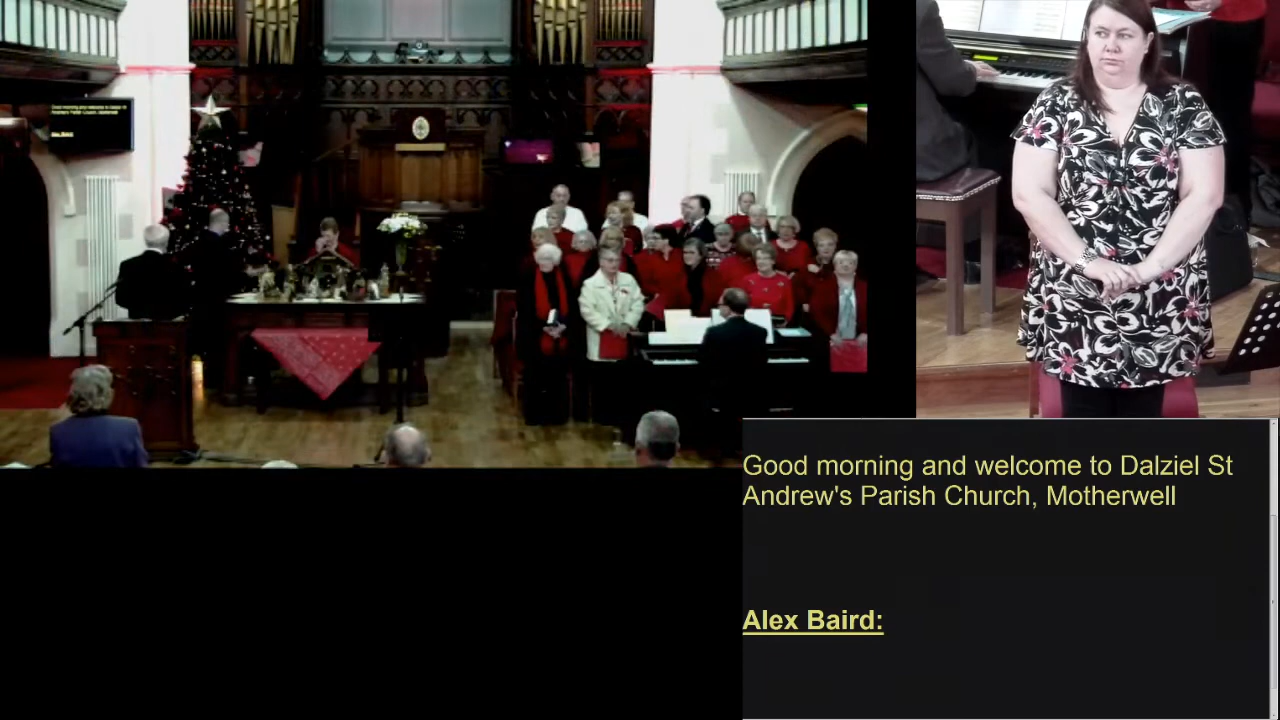 Good morning and welcome to Dalziel St
Andrew's Parish Church, Motherwell
Alex Baird: